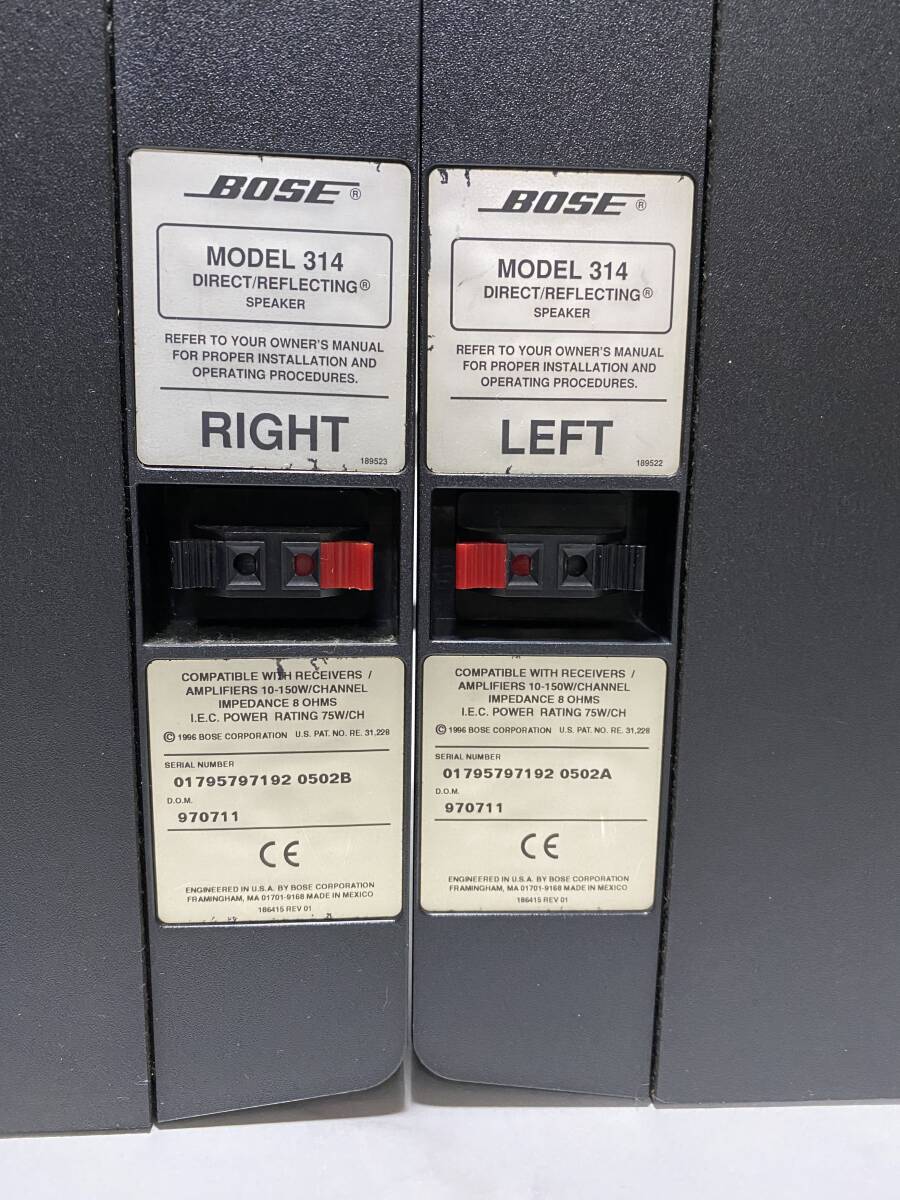 BOSE®
MODEL 314
DIRECT/REFLECTING®
SPEAKER
REFER TO YOUR OWNER'S MANUAL
FOR PROPER INSTALLATION AND
OPERATING PROCEDURES.
RIGHT
189523
COMPATIBLE WITH RECEIVERS /
AMPLIFIERS 10-150W/CHANNEL
IMPEDANCE 8 OHMS
I.E.C. POWER RATING 75W/CH
© 1996 BOSE CORPORATION U.S. PAT. NO. RE. 31,228
SERIAL NUMBER
01795797192 0502B
D.O.M.
970711
CE
ENGINEERED IN U.S.A. BY BOSE CORPORATION
FRAMINGHAM, MA 01701-9168 MADE IN MEXICO
186415 REV 01
BOSE®
MODEL 314
DIRECT/REFLECTING®
SPEAKER
REFER TO YOUR OWNER'S MANUAL
FOR PROPER INSTALLATION AND
OPERATING PROCEDURES.
LEFT
189522
COMPATIBLE WITH RECEIVERS /
AMPLIFIERS 10-150W/CHANNEL
IMPEDANCE 8 OHMS
I.E.C. POWER RATING 75W/CH
© 1996 BOSE CORPORATION U.S. PAT. NO. RE. 31,228
SERIAL NUMBER
01795797192 0502A
D.O.M.
970711
CE
ENGINEERED IN U.S.A. BY BOSE CORPORATION
FRAMINGHAM, MA 01701-9168 MADE IN MEXICO
186415 REV 01